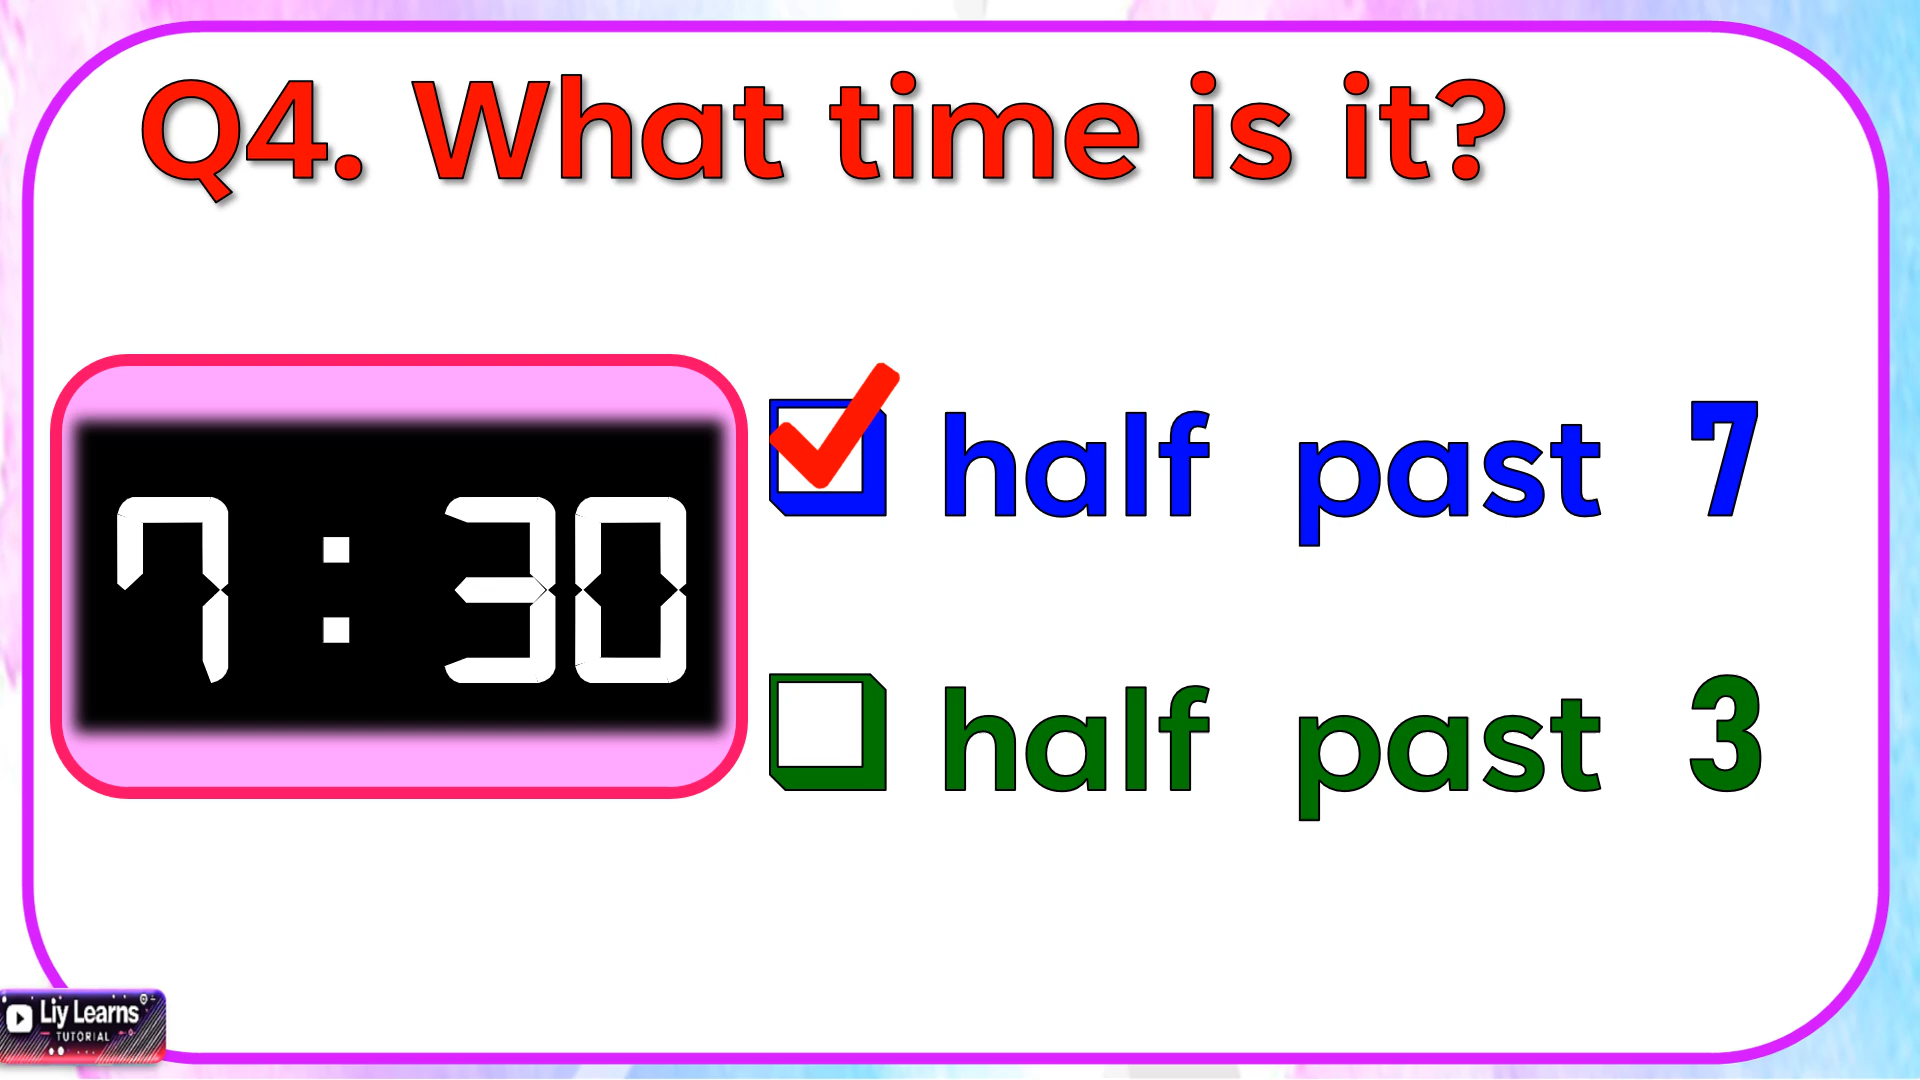 Q4. What time is it?
7 : 30
half past 7
half past 3
Liy Learns
TUTORIAL